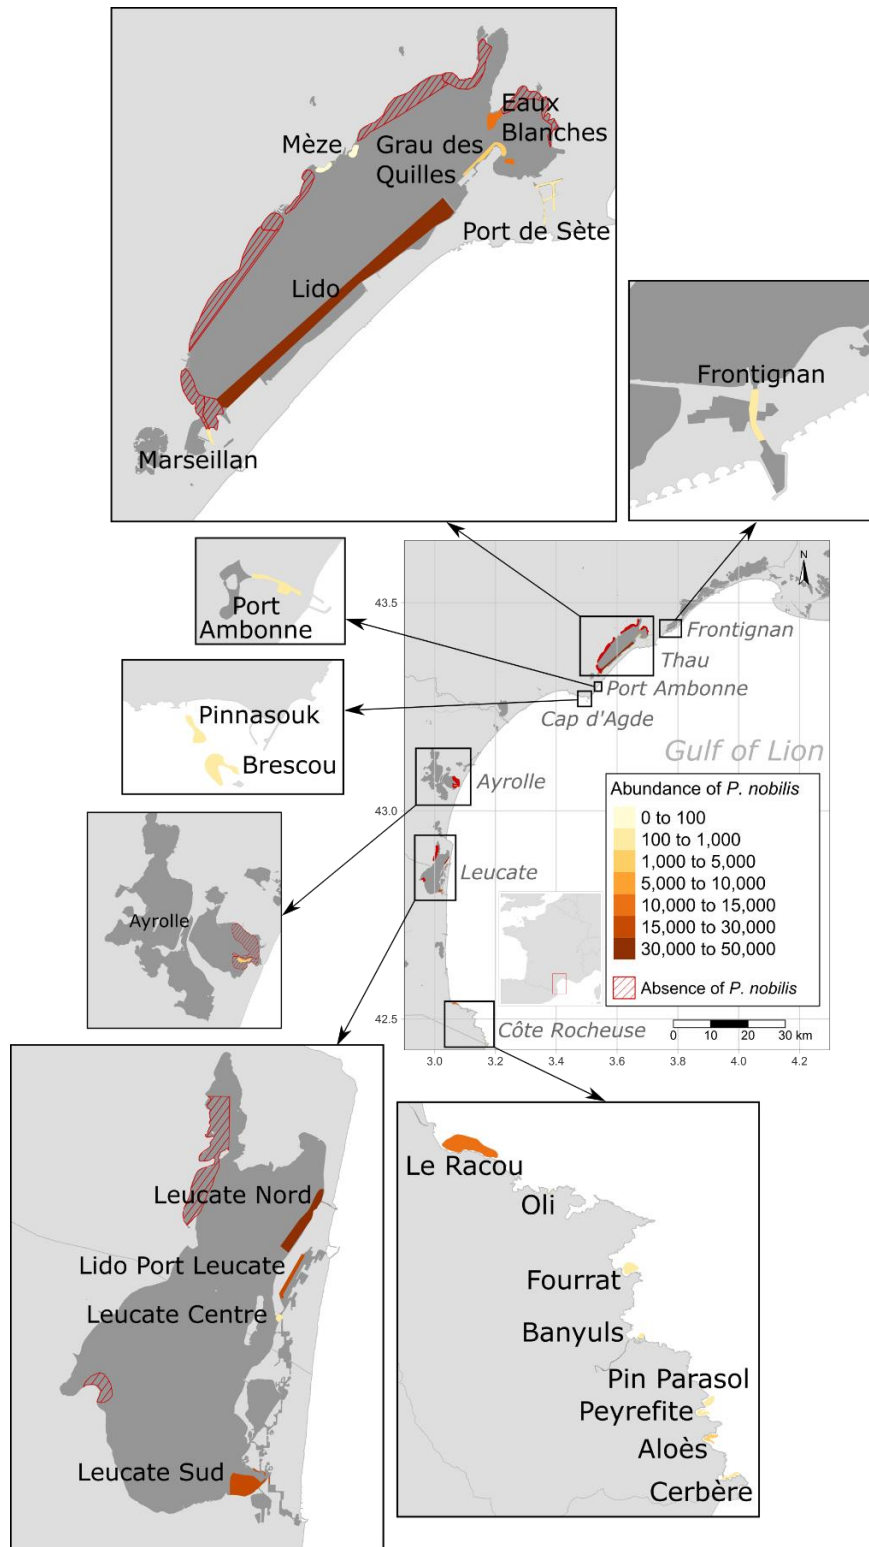 Eaux
Blanches
Mèze
Grau des
Quilles
Port de Sète
Lido
Marseillan
Frontignan
Port
Ambonne
Pinnasouk
Brescou
Ayrolle
N
43.5
43.0
42.5
Frontignan
Thau
Port Ambonne
Cap d'Agde
Gulf of Lion
Ayrolle
Leucate
Côte Rocheuse
Abundance of P. nobilis
0 to 100
100 to 1,000
1,000 to 5,000
5,000 to 10,000
10,000 to 15,000
15,000 to 30,000
30,000 to 50,000
Absence of P. nobilis
0 10 20 30 km
3.0 3.2 3.4 3.6 3.8 4.0 4.2
Leucate Nord
Lido Port Leucate
Leucate Centre
Leucate Sud
Le Racou
Oli
Fourrat
Banyuls
Pin Parasol
Peyrefite
Aloès
Cerbère